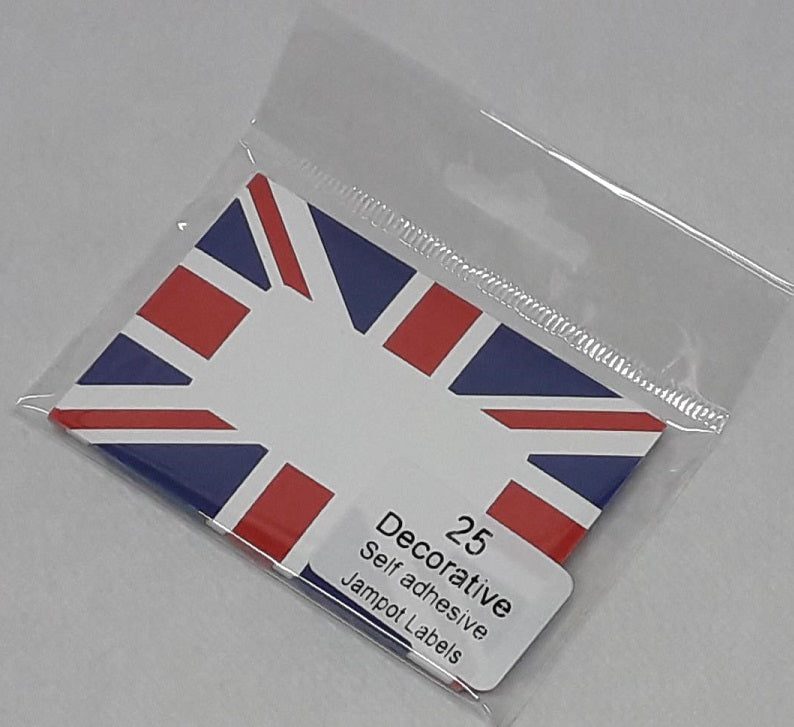 25
Decorative
Self adhesive
Jampot Labels